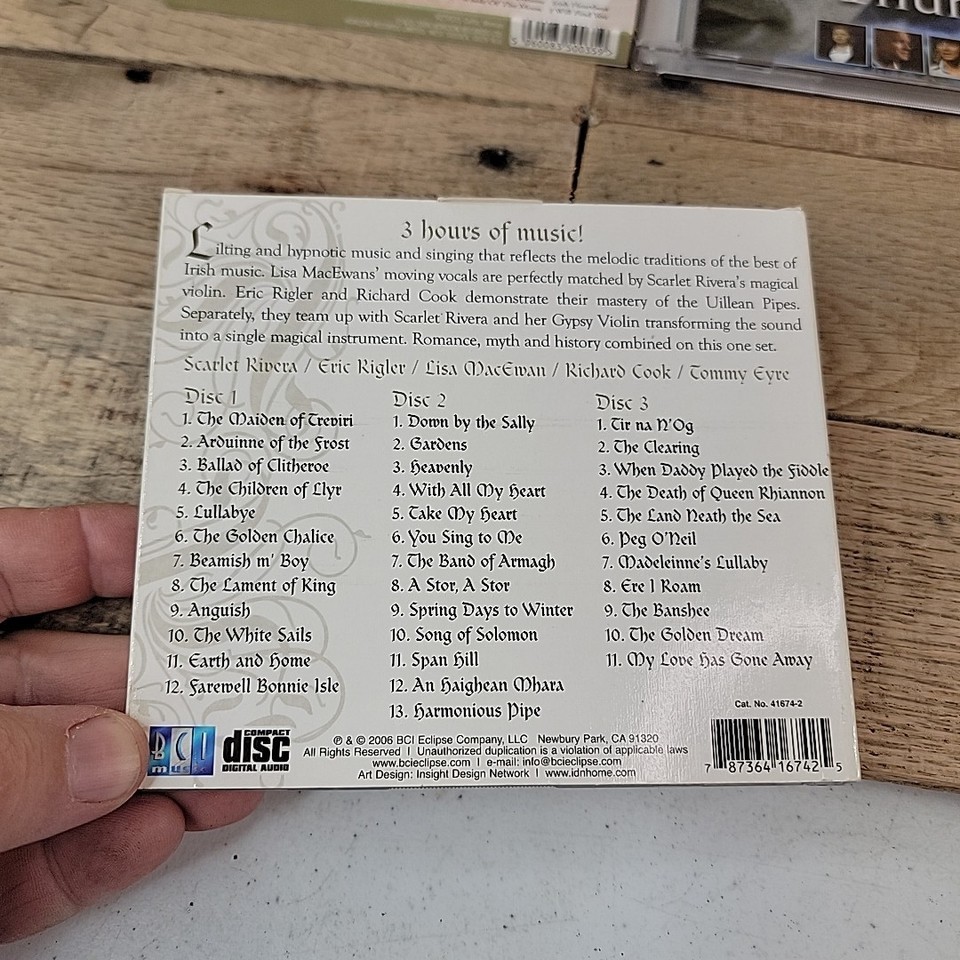 3 hours of music!
Lilting and hypnotic music and singing that reflects the melodic traditions of the best of
Irish music. Lisa MacEwans' moving vocals are perfectly matched by Scarlet Rivera's magical
violin. Eric Rigler and Richard Cook demonstrate their mastery of the Uillean Pipes.
Separately, they team up with Scarlet Rivera and her Gypsy Violin transforming the sound
into a single magical instrument. Romance, myth and history combined on this one set.
Scarlet Rivera / Eric Rigler / Lisa MacEwan / Richard Cook / Tommy Eyre
Disc 1
1. The Maiden of Treviri
2. Arduinne of the Frost
3. Ballad of Clitheroe
4. The Children of Llyr
5. Lullabye
6. The Golden Chalice
7. Beamish m' Boy
8. The Lament of King
9. Anguish
10. The White Sails
11. Earth and Home
12. Farewell Bonnie Isle
Disc 2
1. Down by the Sally
2. Gardens
3. Heavenly
4. With All My Heart
5. Take My Heart
6. You Sing to Me
7. The Band of Armagh
8. A Stor, A Stor
9. Spring Days to Winter
10. Song of Solomon
11. Span Hill
12. An Haighean Mhara
13. Harmonious Pipe
Disc 3
1. Tir na N'Og
2. The Clearing
3. When Daddy Played the Fiddle
4. The Death of Queen Rhiannon
5. The Land Neath the Sea
6. Peg O'Neil
7. Madeleinne's Lullaby
8. Ere I Roam
9. The Banshee
10. The Golden Dream
11. My Love Has Gone Away
Cat. No. 41674-2
BCI
music
COMPACT
disc
DIGITAL AUDIO
℗ & © 2006 BCI Eclipse Company, LLC Newbury Park, CA 91320
All Rights Reserved | Unauthorized duplication is a violation of applicable laws
www.bcieclipse.com | e-mail: info@bcieclipse.com
Art Design: Insight Design Network | www.idnhome.com
7 87364 16742 5